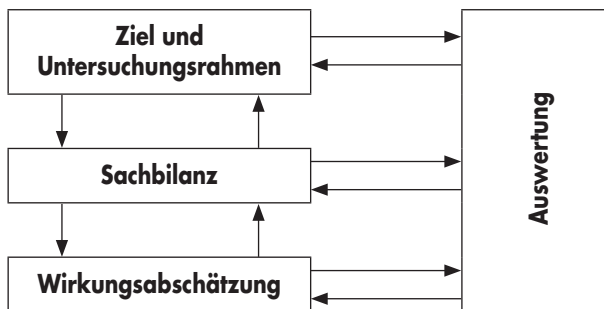 Ziel und
Untersuchungsrahmen
Sachbilanz
Wirkungsabschätzung
Auswertung